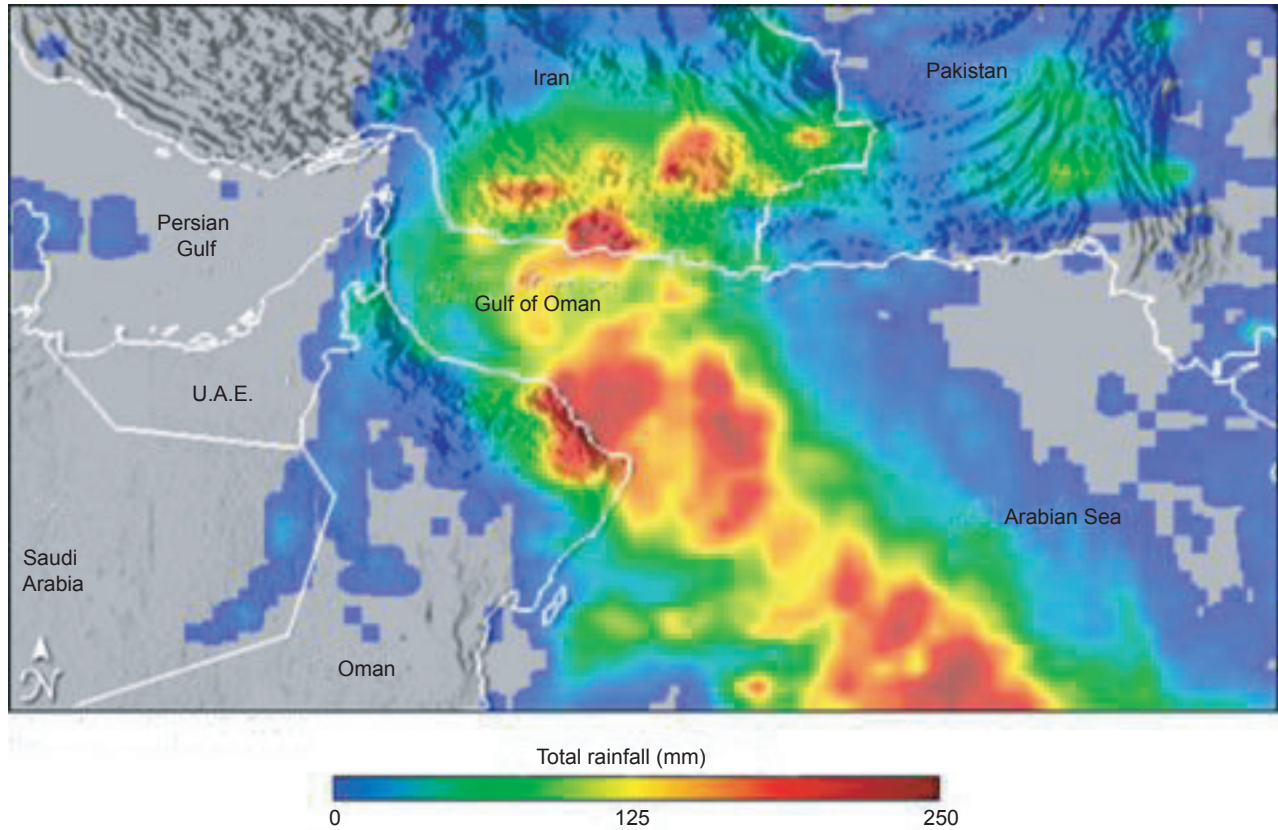 Iran
Pakistan
Persian
Gulf
Gulf of Oman
U.A.E.
Arabian Sea
Saudi
Arabia
Oman
N
Total rainfall (mm)
0 125 250